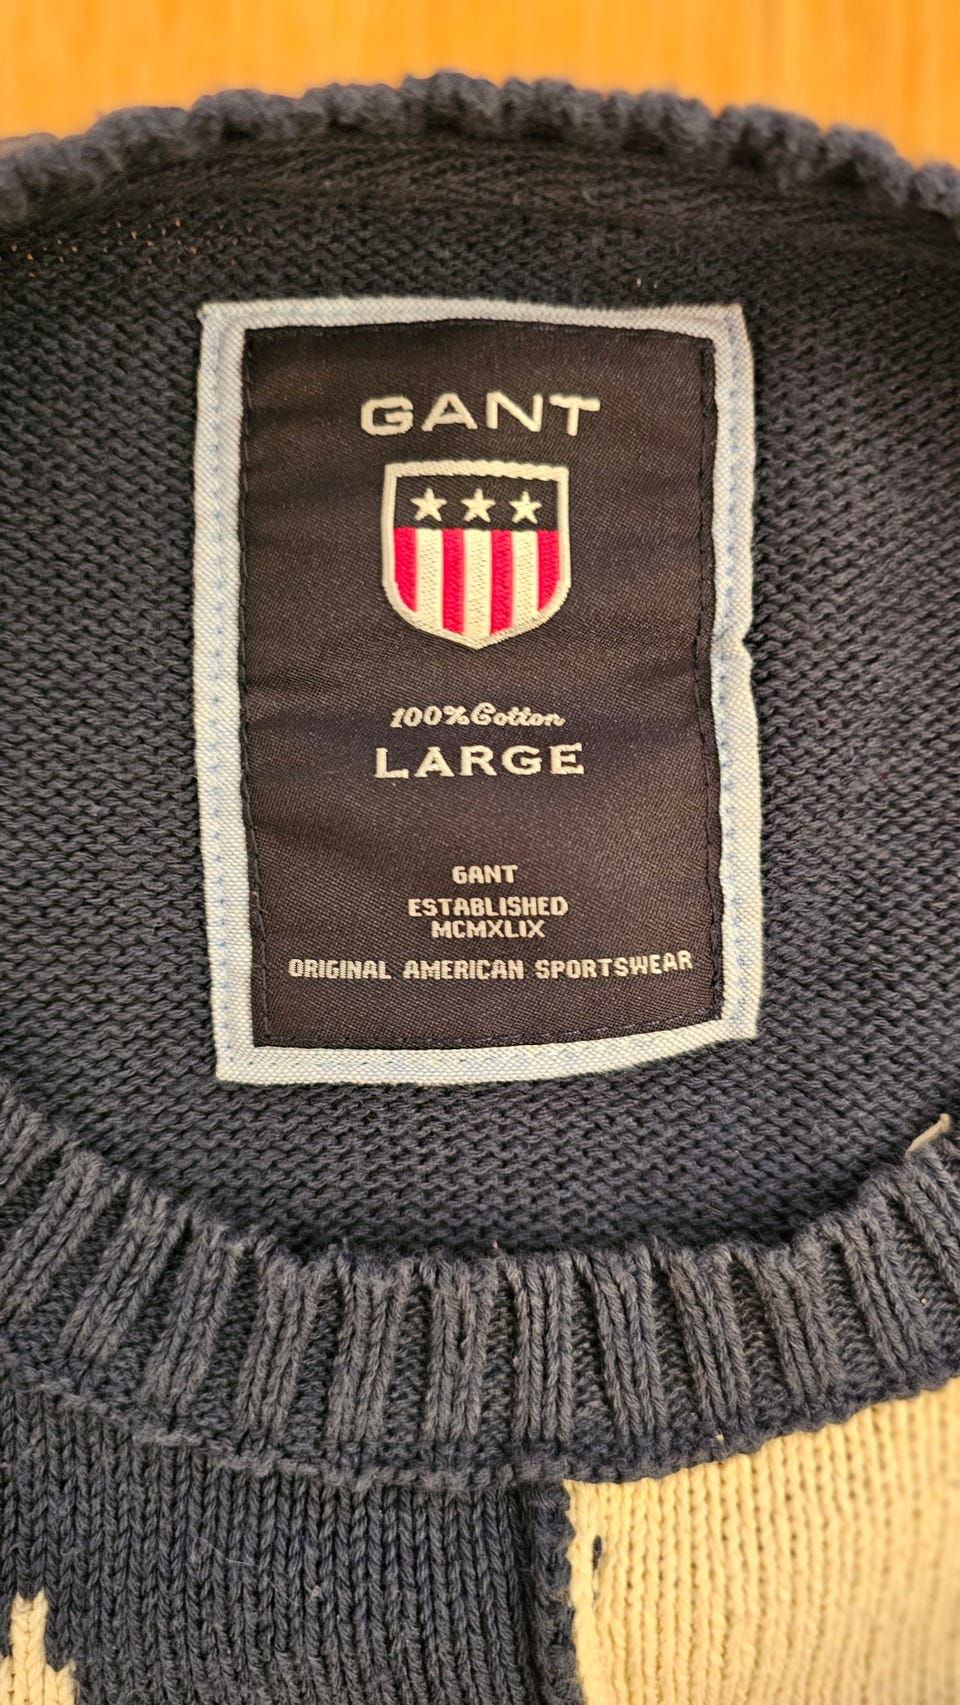 GANT
100% Cotton
LARGE
GANT
ESTABLISHED
MCMXLIX
ORIGINAL AMERICAN SPORTSWEAR